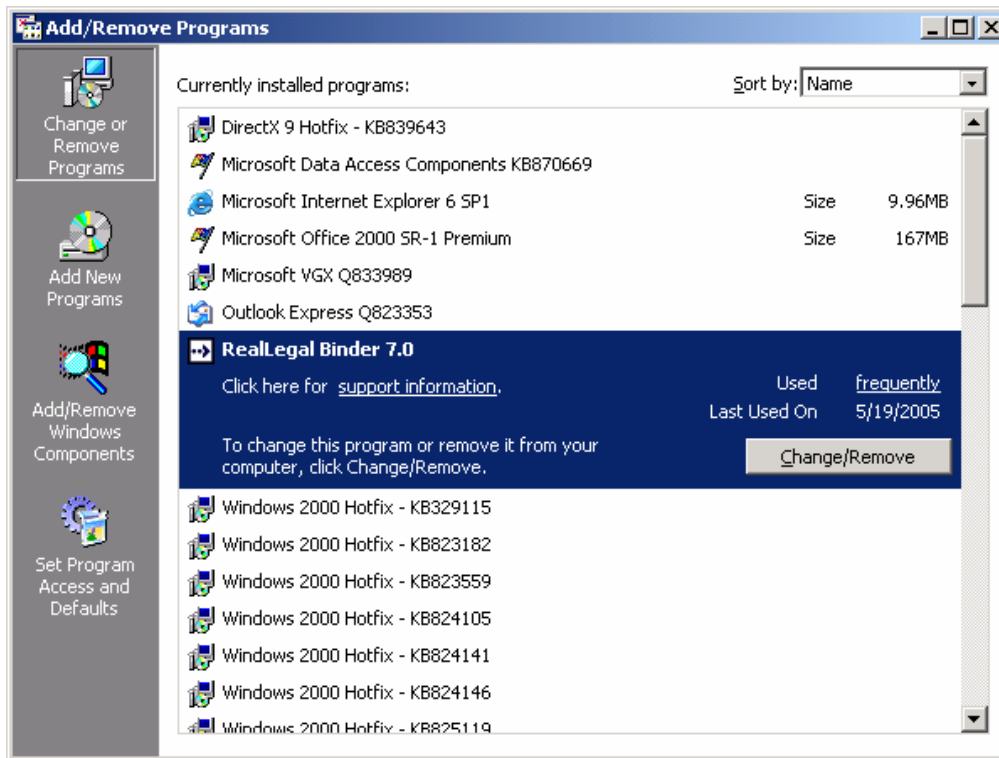 Add/Remove Programs
Change or
Remove
Programs
Add New
Programs
Add/Remove
Windows
Components
Set Program
Access and
Defaults
Currently installed programs:
Sort by: Name
DirectX 9 Hotfix - KB839643
Microsoft Data Access Components KB870669
Microsoft Internet Explorer 6 SP1 Size 9.96MB
Microsoft Office 2000 SR-1 Premium Size 167MB
Microsoft VGX Q833989
Outlook Express Q823353
RealLegal Binder 7.0
Click here for support information. Used frequently
Last Used On 5/19/2005
To change this program or remove it from your
computer, click Change/Remove.
Change/Remove
Windows 2000 Hotfix - KB329115
Windows 2000 Hotfix - KB823182
Windows 2000 Hotfix - KB823559
Windows 2000 Hotfix - KB824105
Windows 2000 Hotfix - KB824141
Windows 2000 Hotfix - KB824146
Windows 2000 Hotfix - KB825119